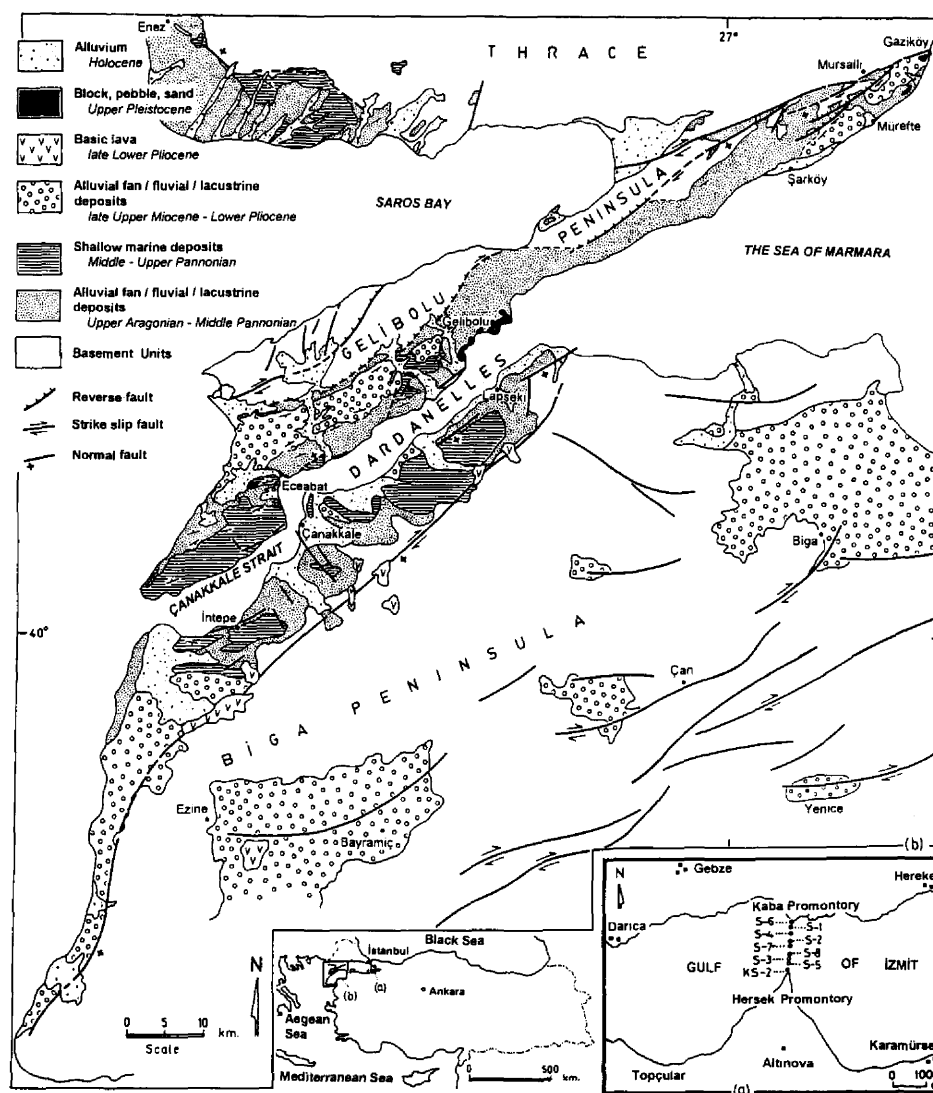 Enez
THRACE
27°
Gaziköy
Mursallı
Mürefte
Şarköy
Alluvium
Holocene
Block, pebble, sand
Upper Pleistocene
Basic lava
late Lower Pliocene
Alluvial fan / fluvial / lacustrine
deposits
late Upper Miocene - Lower Pliocene
Shallow marine deposits
Middle - Upper Pannonian
Alluvial fan / fluvial / lacustrine
deposits
Upper Aragonian - Middle Pannonian
Basement Units
Reverse fault
Strike slip fault
Normal fault
SAROS BAY
PENINSULA
THE SEA OF MARMARA
GELIBOLU
Gelibolu
DARDANELLES
Lapseki
Eceabat
Çanakkale
ÇANAKKALE STRAIT
İntepe
40°
Biga
BİGA PENINSULA
Çan
Ezine
Bayramiç
Yenice
(b)
N
0 5 10
km.
Scale
Black Sea
İstanbul
(b)
(a)
Ankara
Aegean
Sea
Mediterranean Sea
0 500
km.
N
Gebze
Hereke
Kaba Promontory
Darıca
S-6
S-1
S-4
S-2
S-7
S-8
S-3
S-5
KS-2
GULF OF İZMİT
Hersek Promontory
Karamürse
Topçular
Altınova
(a)
0 100